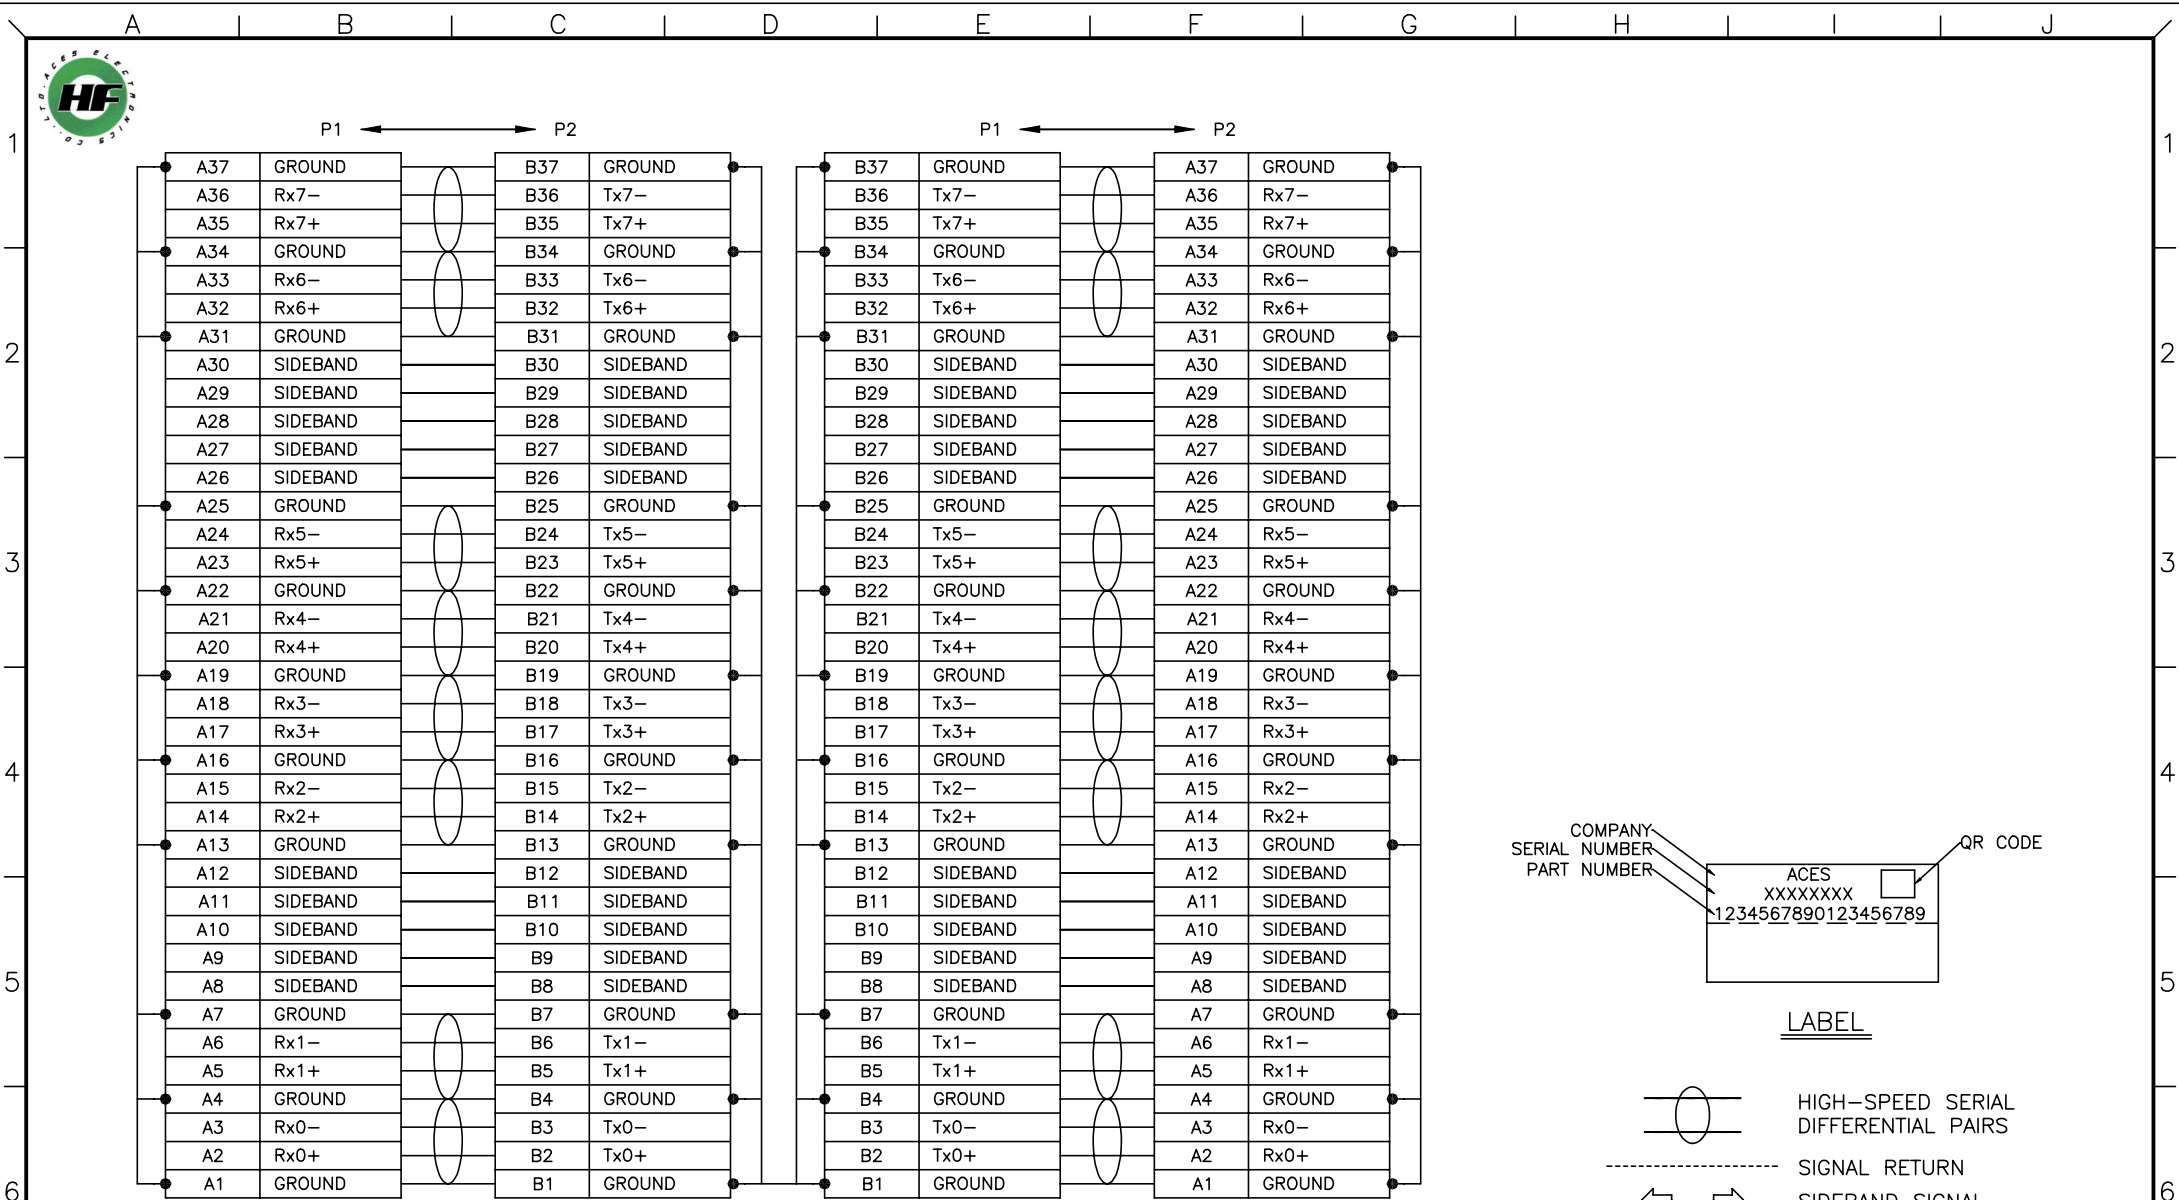 A B C D E F G H I J
ACES ELECTRONICS CO.,LTD.
HF
P1 P2 P1 P2
1 1
A37 GROUND B37 GROUND B37 GROUND A37 GROUND
A36 Rx7- B36 Tx7- B36 Tx7- A36 Rx7-
A35 Rx7+ B35 Tx7+ B35 Tx7+ A35 Rx7+
A34 GROUND B34 GROUND B34 GROUND A34 GROUND
A33 Rx6- B33 Tx6- B33 Tx6- A33 Rx6-
A32 Rx6+ B32 Tx6+ B32 Tx6+ A32 Rx6+
A31 GROUND B31 GROUND B31 GROUND A31 GROUND
2 2
A30 SIDEBAND B30 SIDEBAND B30 SIDEBAND A30 SIDEBAND
A29 SIDEBAND B29 SIDEBAND B29 SIDEBAND A29 SIDEBAND
A28 SIDEBAND B28 SIDEBAND B28 SIDEBAND A28 SIDEBAND
A27 SIDEBAND B27 SIDEBAND B27 SIDEBAND A27 SIDEBAND
A26 SIDEBAND B26 SIDEBAND B26 SIDEBAND A26 SIDEBAND
A25 GROUND B25 GROUND B25 GROUND A25 GROUND
A24 Rx5- B24 Tx5- B24 Tx5- A24 Rx5-
3 A23 Rx5+ B23 Tx5+ B23 Tx5+ A23 Rx5+ 3
A22 GROUND B22 GROUND B22 GROUND A22 GROUND
A21 Rx4- B21 Tx4- B21 Tx4- A21 Rx4-
A20 Rx4+ B20 Tx4+ B20 Tx4+ A20 Rx4+
A19 GROUND B19 GROUND B19 GROUND A19 GROUND
A18 Rx3- B18 Tx3- B18 Tx3- A18 Rx3-
A17 Rx3+ B17 Tx3+ B17 Tx3+ A17 Rx3+
A16 GROUND B16 GROUND B16 GROUND A16 GROUND
4 4
A15 Rx2- B15 Tx2- B15 Tx2- A15 Rx2-
A14 Rx2+ B14 Tx2+ B14 Tx2+ A14 Rx2+
A13 GROUND B13 GROUND B13 GROUND A13 GROUND
A12 SIDEBAND B12 SIDEBAND B12 SIDEBAND A12 SIDEBAND
A11 SIDEBAND B11 SIDEBAND B11 SIDEBAND A11 SIDEBAND
A10 SIDEBAND B10 SIDEBAND B10 SIDEBAND A10 SIDEBAND
A9 SIDEBAND B9 SIDEBAND B9 SIDEBAND A9 SIDEBAND
5 A8 SIDEBAND B8 SIDEBAND B8 SIDEBAND A8 SIDEBAND 5
A7 GROUND B7 GROUND B7 GROUND A7 GROUND
A6 Rx1- B6 Tx1- B6 Tx1- A6 Rx1-
A5 Rx1+ B5 Tx1+ B5 Tx1+ A5 Rx1+
A4 GROUND B4 GROUND B4 GROUND A4 GROUND
A3 Rx0- B3 Tx0- B3 Tx0- A3 Rx0-
A2 Rx0+ B2 Tx0+ B2 Tx0+ A2 Rx0+
A1 GROUND B1 GROUND B1 GROUND A1 GROUND
6 6
COMPANY
SERIAL NUMBER
PART NUMBER
QR CODE
ACES
XXXXXXXX
1234567890123456789
LABEL
HIGH-SPEED SERIAL
DIFFERENTIAL PAIRS
SIGNAL RETURN
SIDEBAND SIGNAL